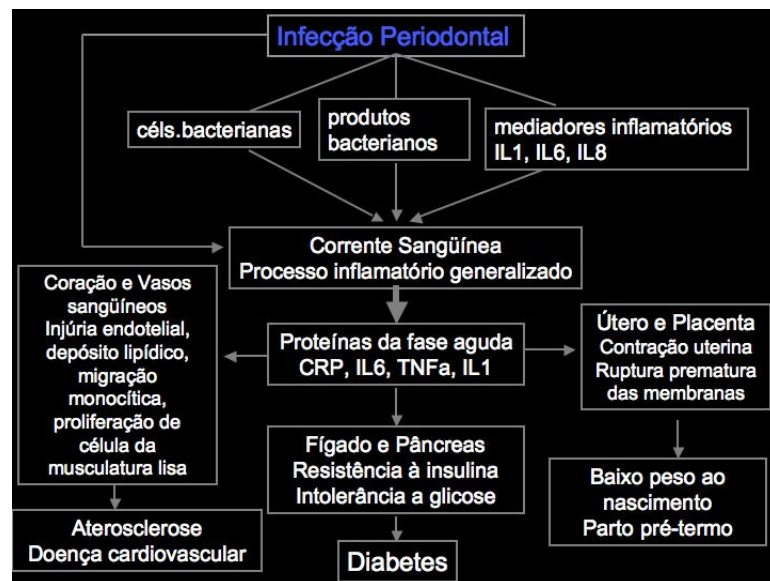 Infecção Periodontal
céls.bacterianas
produtos
bacterianos
mediadores inflamatórios
IL1, IL6, IL8
Corrente Sangüínea
Processo inflamatório generalizado
Coração e Vasos
sangüíneos
Injúria endotelial,
depósito lipídico,
migração
monocítica,
proliferação de
célula da
musculatura lisa
Proteínas da fase aguda
CRP, IL6, TNFa, IL1
Útero e Placenta
Contração uterina
Ruptura prematura
das membranas
Fígado e Pâncreas
Resistência à insulina
Intolerância a glicose
Baixo peso ao
nascimento
Parto pré-termo
Aterosclerose
Doença cardiovascular
Diabetes